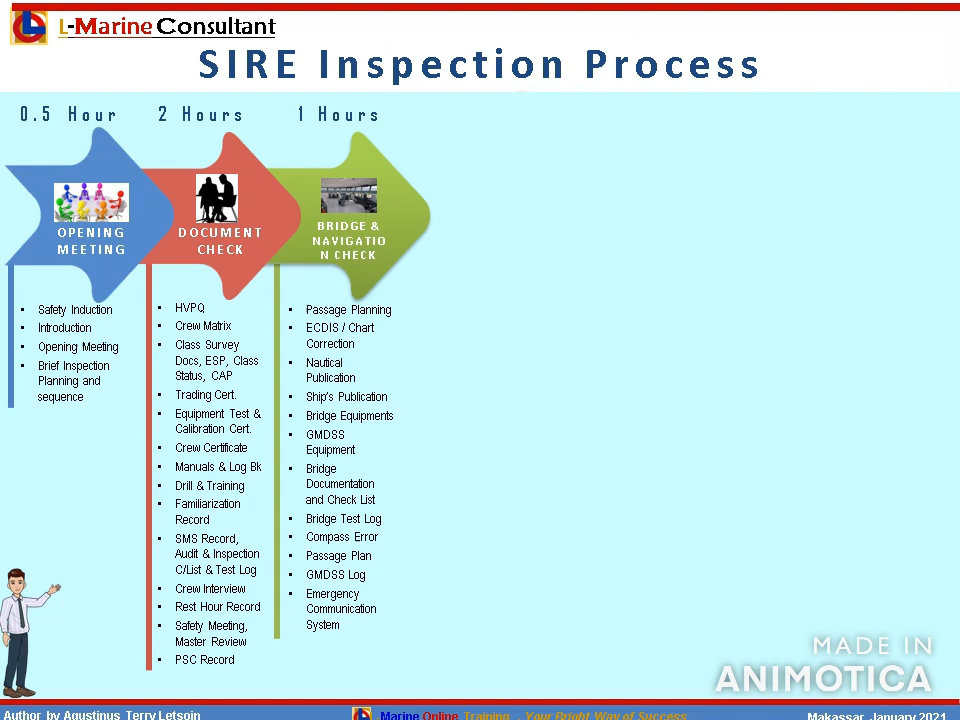 L-Marine Consultant
SIRE Inspection Process
0.5 Hour
2 Hours
1 Hours
OPENING
MEETING
DOCUMENT
CHECK
BRIDGE &
NAVIGATIO
N CHECK
• Safety Induction
• Introduction
• Opening Meeting
• Brief Inspection
Planning and
sequence
• HVPQ
• Crew Matrix
• Class Survey
Docs, ESP, Class
Status, CAP
• Trading Cert.
• Equipment Test &
Calibration Cert.
• Crew Certificate
• Manuals & Log Bk
• Drill & Training
• Familiarization
Record
• SMS Record,
Audit & Inspection
C/List & Test Log
• Crew Interview
• Rest Hour Record
• Safety Meeting,
Master Review
• PSC Record
• Passage Planning
• ECDIS / Chart
Correction
• Nautical
Publication
• Ship's Publication
• Bridge Equipments
• GMDSS
Equipment
• Bridge
Documentation
and Check List
• Bridge Test Log
• Compass Error
• Passage Plan
• GMDSS Log
• Emergency
Communication
System
MADE IN
ANIMOTICA
Author by Agustinus Terry Letsoin
Marine Online Training . Your Bright Way of Success
Makassar, January 2021